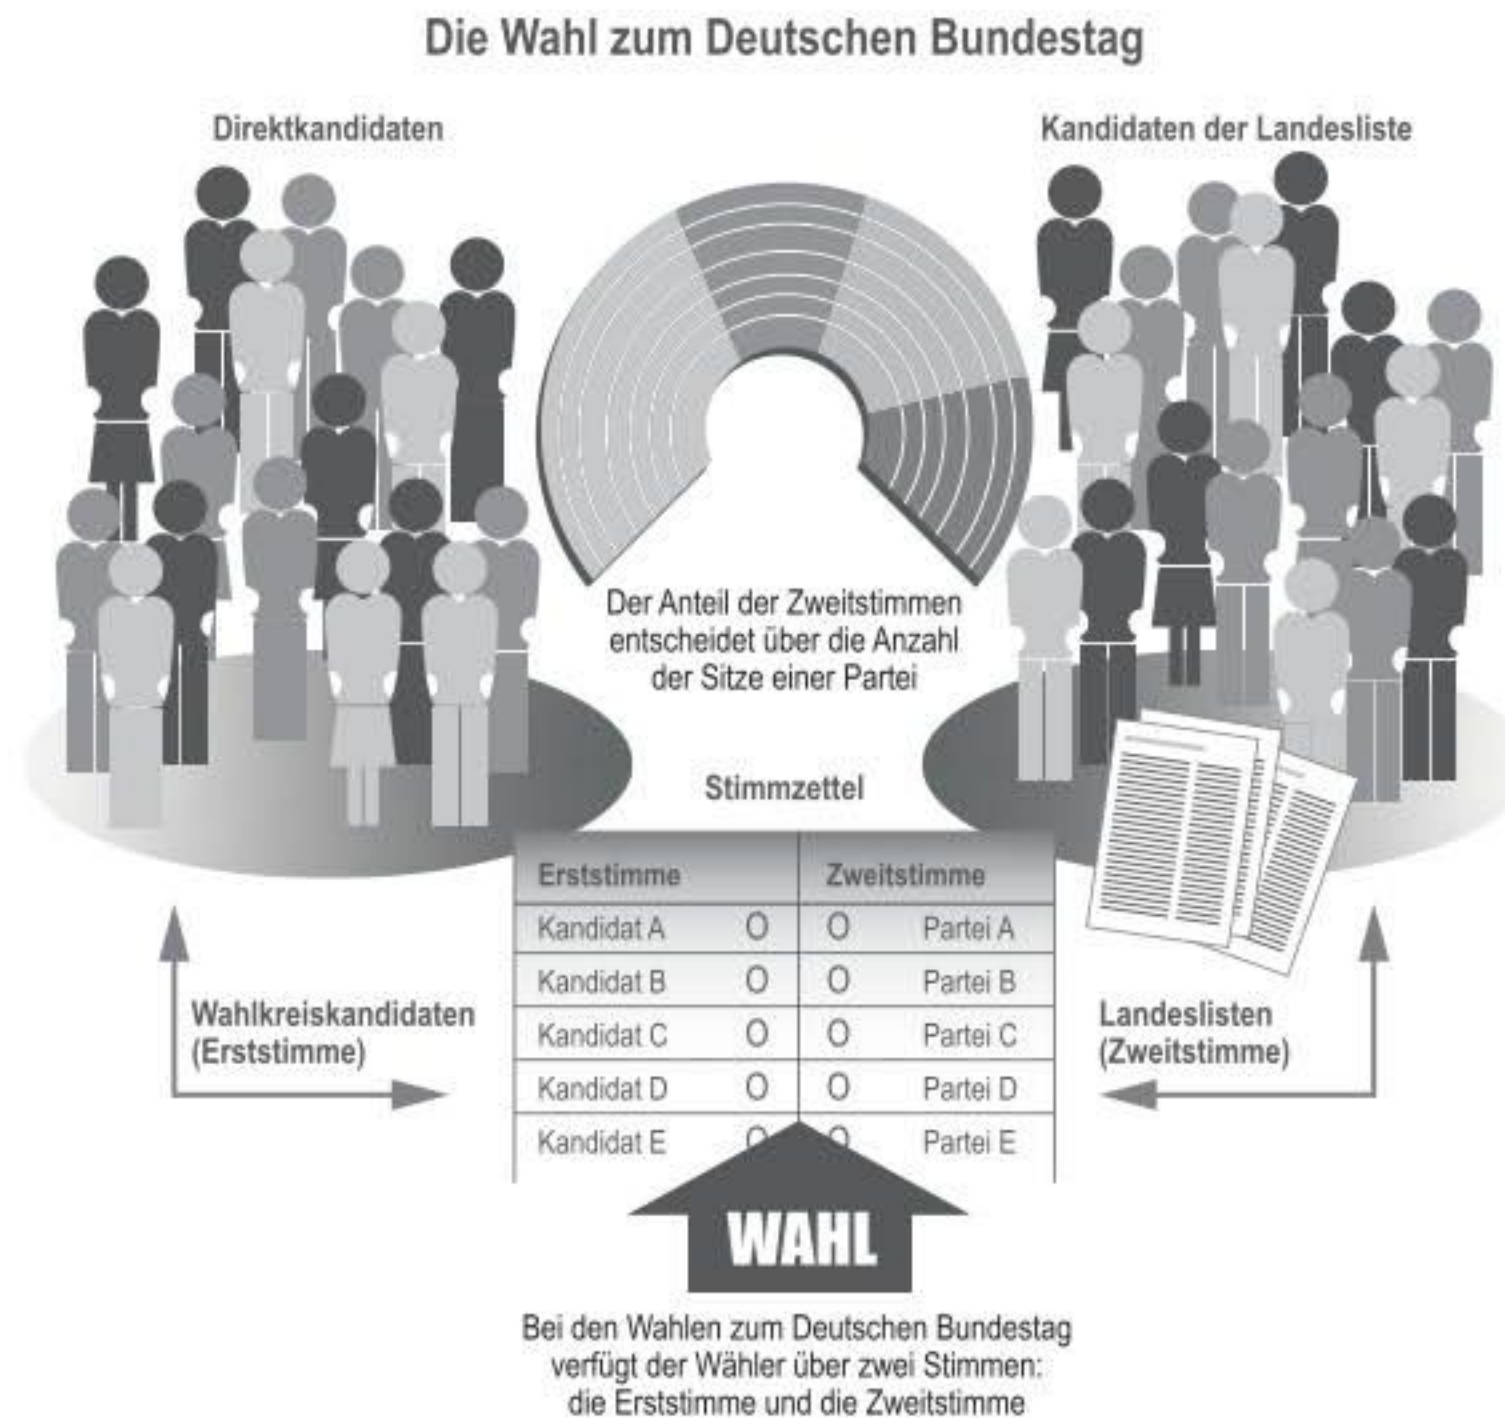 Die Wahl zum Deutschen Bundestag
Direktkandidaten
Kandidaten der Landesliste
Der Anteil der Zweitstimmen
entscheidet über die Anzahl
der Sitze einer Partei
Stimmzettel
Erststimme Zweitstimme
Kandidat A O O Partei A
Kandidat B O O Partei B
Kandidat C O O Partei C
Kandidat D O O Partei D
Kandidat E O O Partei E
Wahlkreiskandidaten
(Erststimme)
Landeslisten
(Zweitstimme)
WAHL
Bei den Wahlen zum Deutschen Bundestag
verfügt der Wähler über zwei Stimmen:
die Erststimme und die Zweitstimme